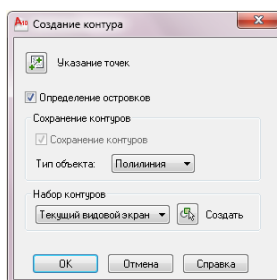 Создание контура
Указание точек
Определение островков
Сохранение контуров
Сохранение контуров
Тип объекта: Полилиния
Набор контуров
Текущий видовой экран Создать
OK Отмена Справка